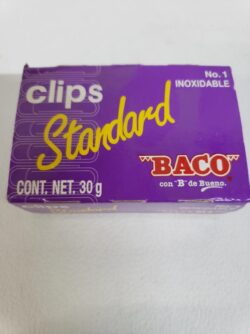 No. 1
INOXIDABLE
clips
Standard
"BACO"
con "B" de Bueno.
CONT. NET. 30 g